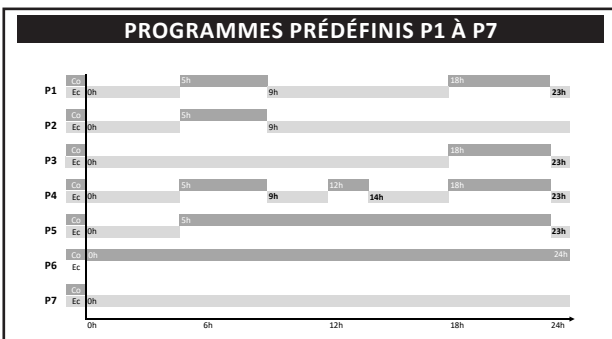 PROGRAMMES PRÉDÉFINIS P1 À P7
Co 5h 18h
P1 Ec 0h 9h 23h
Co 5h
P2 Ec 0h 9h
Co 18h
P3 Ec 0h 23h
Co 5h 12h 18h
P4 Ec 0h 9h 14h 23h
Co 5h
P5 Ec 0h 23h
Co 0h 24h
P6 Ec
Co
P7 Ec 0h
0h 6h 12h 18h 24h